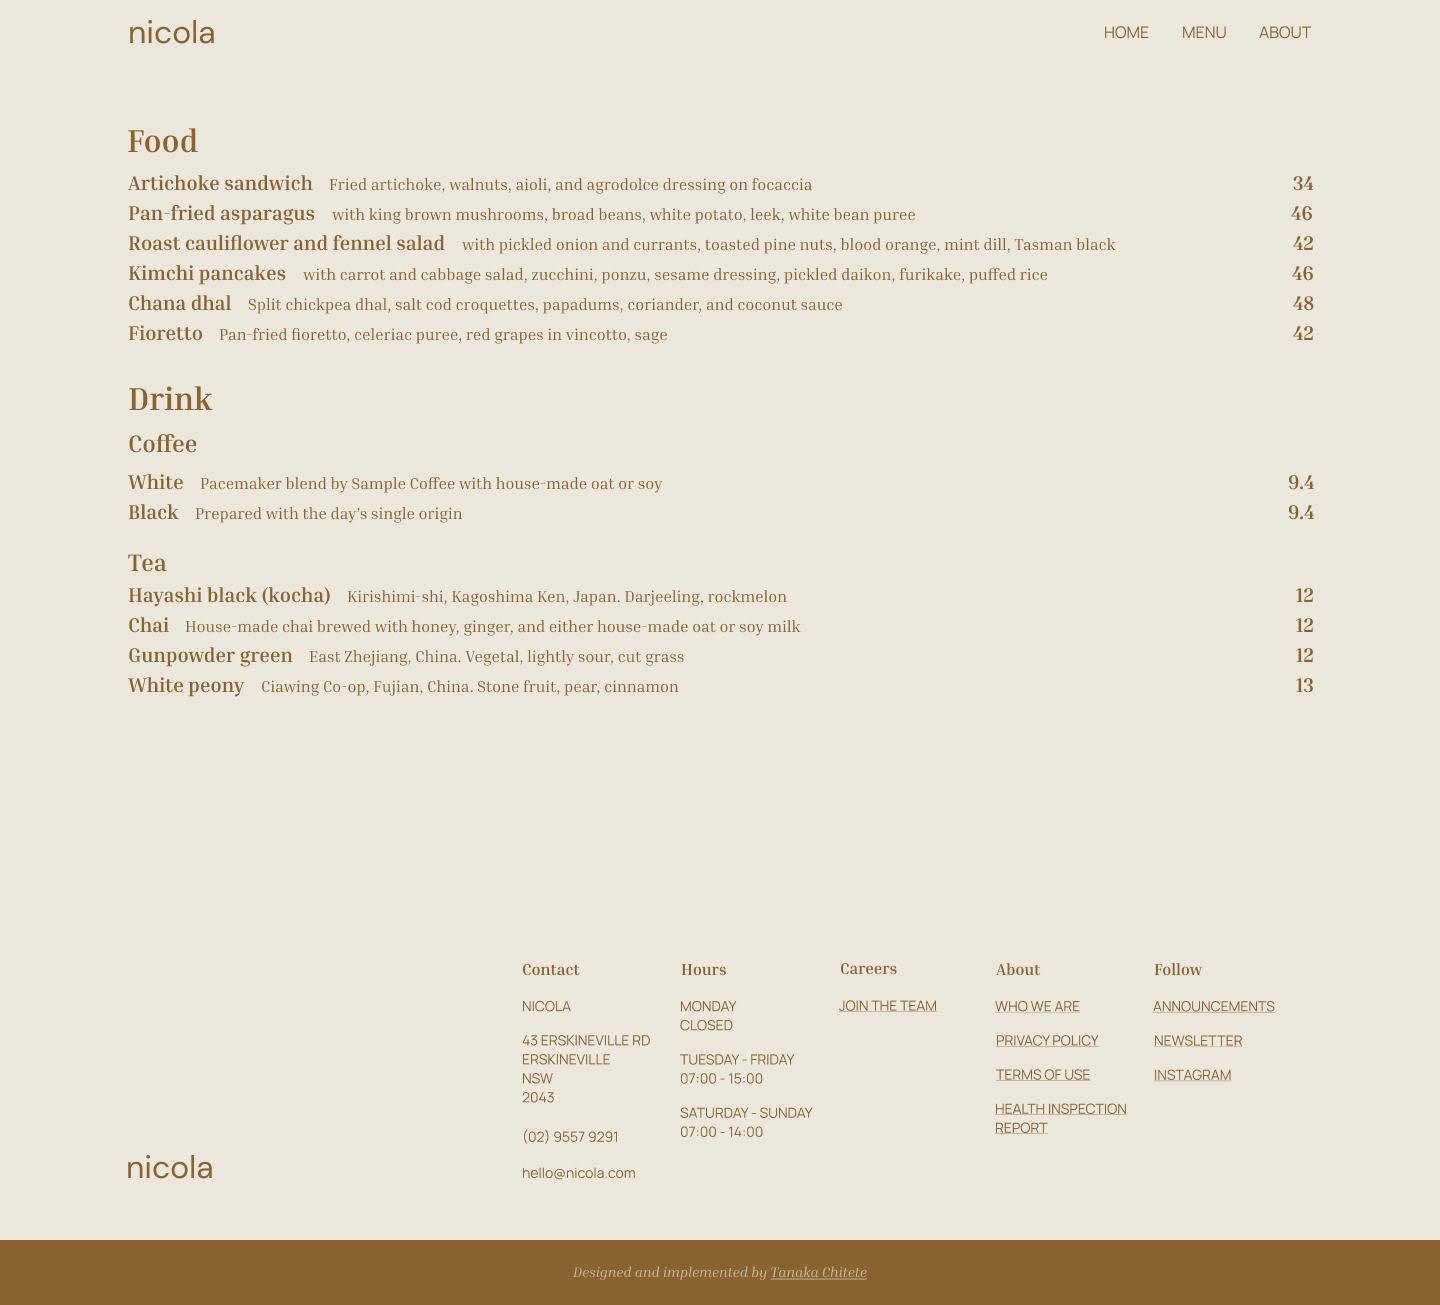 nicola HOME MENU ABOUT
Food
Artichoke sandwich Fried artichoke, walnuts, aioli, and agrodolce dressing on focaccia 34
Pan-fried asparagus with king brown mushrooms, broad beans, white potato, leek, white bean puree 46
Roast cauliflower and fennel salad with pickled onion and currants, toasted pine nuts, blood orange, mint dill, Tasman black 42
Kimchi pancakes with carrot and cabbage salad, zucchini, ponzu, sesame dressing, pickled daikon, furikake, puffed rice 46
Chana dhal Split chickpea dhal, salt cod croquettes, papadums, coriander, and coconut sauce 48
Fioretto Pan-fried fioretto, celeriac puree, red grapes in vincotto, sage 42
Drink
Coffee
White Pacemaker blend by Sample Coffee with house-made oat or soy 9.4
Black Prepared with the day’s single origin 9.4
Tea
Hayashi black (kocha) Kirishimi-shi, Kagoshima Ken, Japan. Darjeeling, rockmelon 12
Chai House-made chai brewed with honey, ginger, and either house-made oat or soy milk 12
Gunpowder green East Zhejiang, China. Vegetal, lightly sour, cut grass 12
White peony Ciawing Co-op, Fujian, China. Stone fruit, pear, cinnamon 13
nicola
Contact
NICOLA
43 ERSKINEVILLE RD
ERSKINEVILLE
NSW
2043
(02) 9557 9291
hello@nicola.com
Hours
MONDAY
CLOSED
TUESDAY - FRIDAY
07:00 - 15:00
SATURDAY - SUNDAY
07:00 - 14:00
Careers
JOIN THE TEAM
About
WHO WE ARE
PRIVACY POLICY
TERMS OF USE
HEALTH INSPECTION
REPORT
Follow
ANNOUNCEMENTS
NEWSLETTER
INSTAGRAM
Designed and implemented by Tanaka Chitete